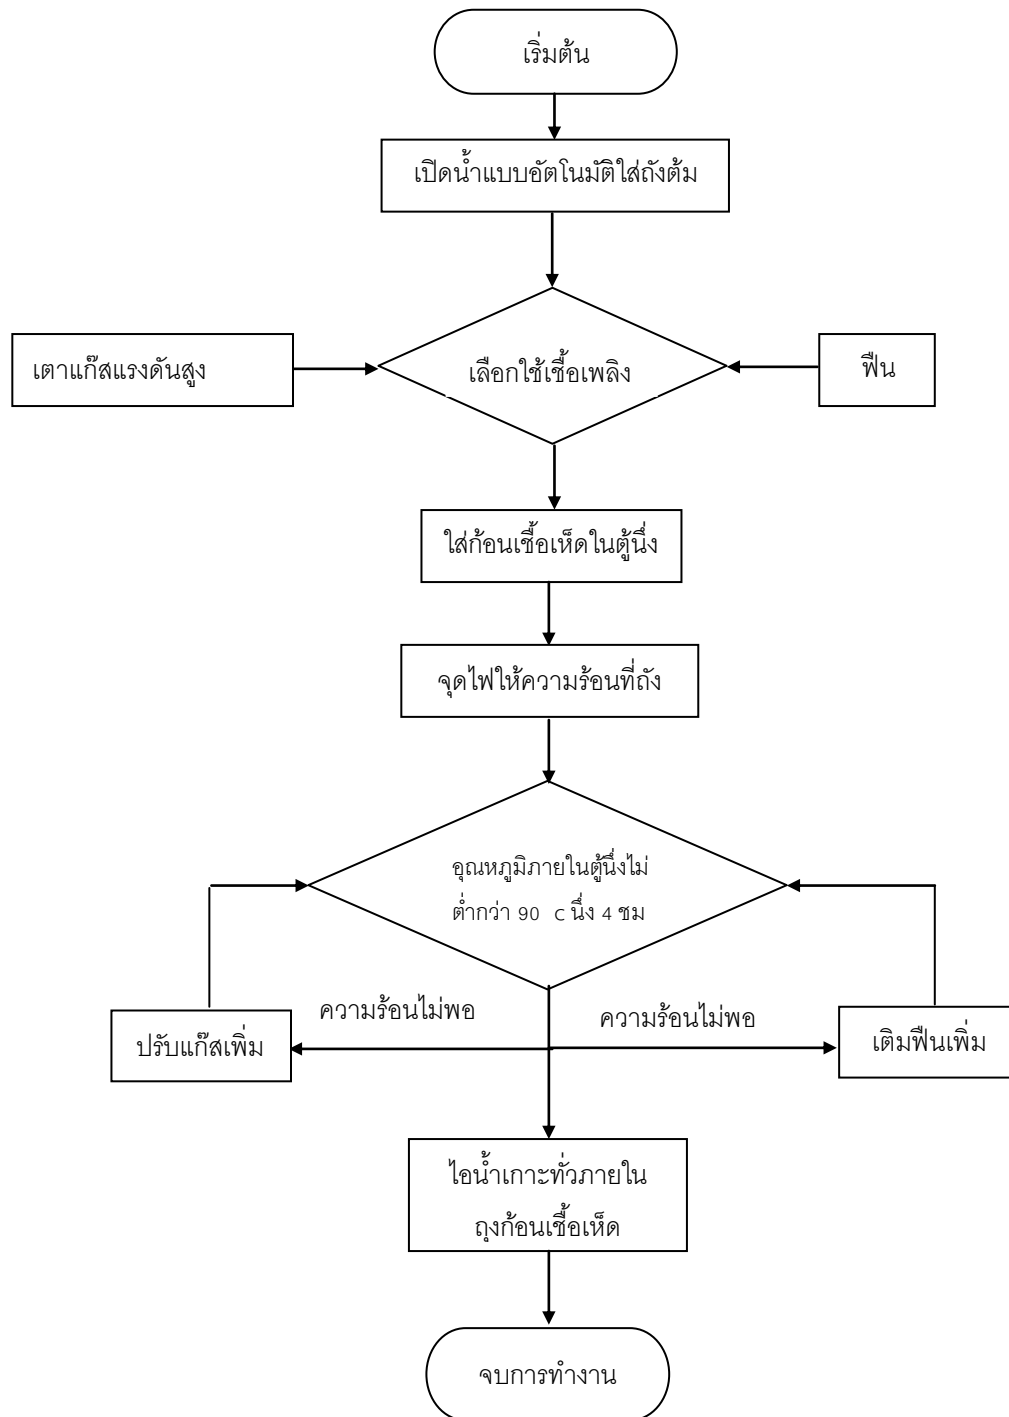 เริ่มต้น
เปิดน้ำแบบอัตโนมัติใส่ถังต้ม
เตาแก๊สแรงดันสูง
เลือกใช้เชื้อเพลิง
ฟืน
ใส่ก้อนเชื้อเห็ดในตู้นึ่ง
จุดไฟให้ความร้อนที่ถัง
อุณหภูมิภายในตู้นึ่งไม่
ต่ำกว่า 90 C นึ่ง 4 ชม
ความร้อนไม่พอ
ความร้อนไม่พอ
ปรับแก๊สเพิ่ม
เติมฟืนเพิ่ม
ไอน้ำเกาะทั่วภายใน
ถุงก้อนเชื้อเห็ด
จบการทำงาน